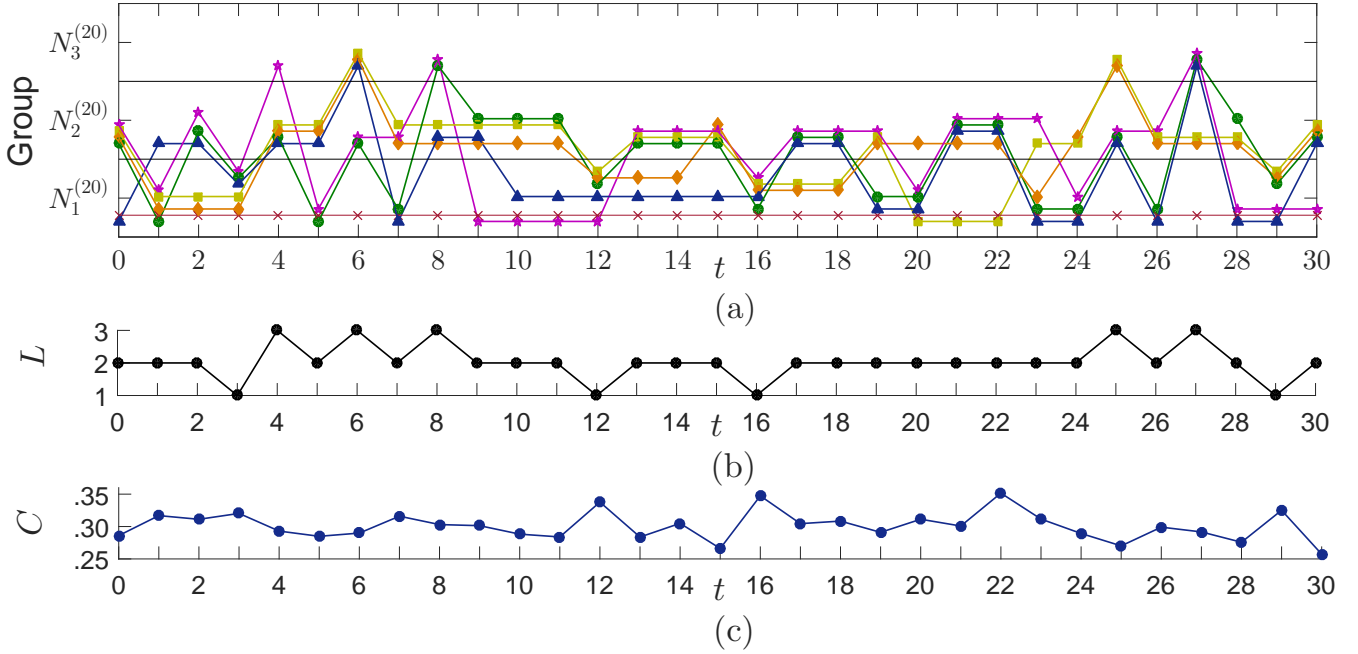 Group
N_3^{(20)}
N_2^{(20)}
N_1^{(20)}
0 2 4 6 8 10 12 14 t 16 18 20 22 24 26 28 30
(a)
L
3
2
1
0 2 4 6 8 10 12 14 t 16 18 20 22 24 26 28 30
(b)
C
.35
.30
.25
0 2 4 6 8 10 12 14 t 16 18 20 22 24 26 28 30
(c)